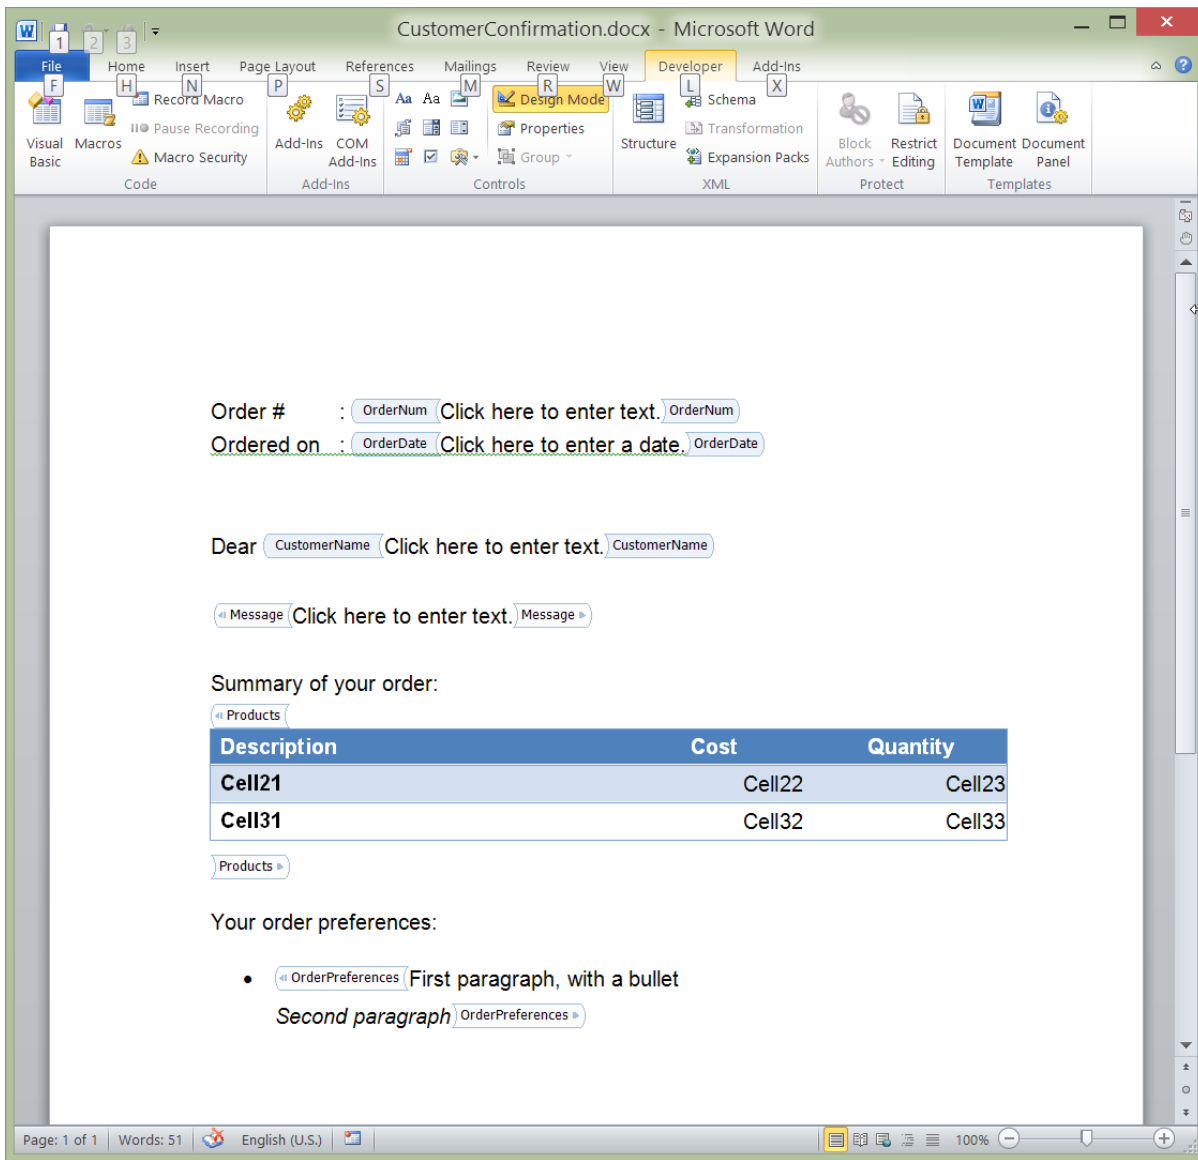 CustomerConfirmation.docx - Microsoft Word
1 2 3
File Home Insert Page Layout References Mailings Review View Developer Add-Ins
F H N P S M R W L X
Visual Basic
Macros
Record Macro
Pause Recording
Macro Security
Code
Add-Ins
COM Add-Ins
Add-Ins
Aa Aa
Design Mode
Properties
Group
Controls
Structure
Schema
Transformation
Expansion Packs
XML
Block Authors
Restrict Editing
Protect
Document Template
Document Panel
Templates
Order # : OrderNum Click here to enter text. OrderNum
Ordered on : OrderDate Click here to enter a date. OrderDate
Dear CustomerName Click here to enter text. CustomerName
Message Click here to enter text. Message
Summary of your order:
Products
Description Cost Quantity
Cell21 Cell22 Cell23
Cell31 Cell32 Cell33
Products
Your order preferences:
• OrderPreferences First paragraph, with a bullet
Second paragraph OrderPreferences
Page: 1 of 1 Words: 51 English (U.S.) 100%